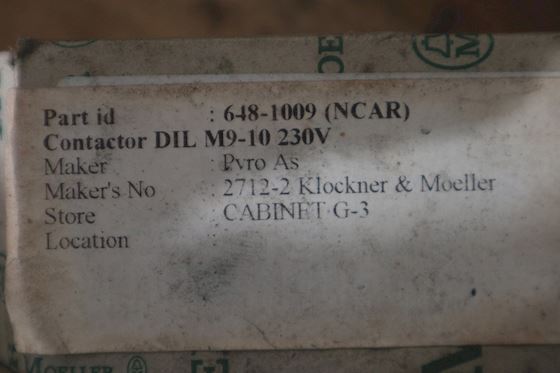 Part id : 648-1009 (NCAR)
Contactor DIL M9-10 230V
Maker : Pyro As
Maker's No : 2712-2 Klockner & Moeller
Store : CABINET G-3
Location :
MOELLER